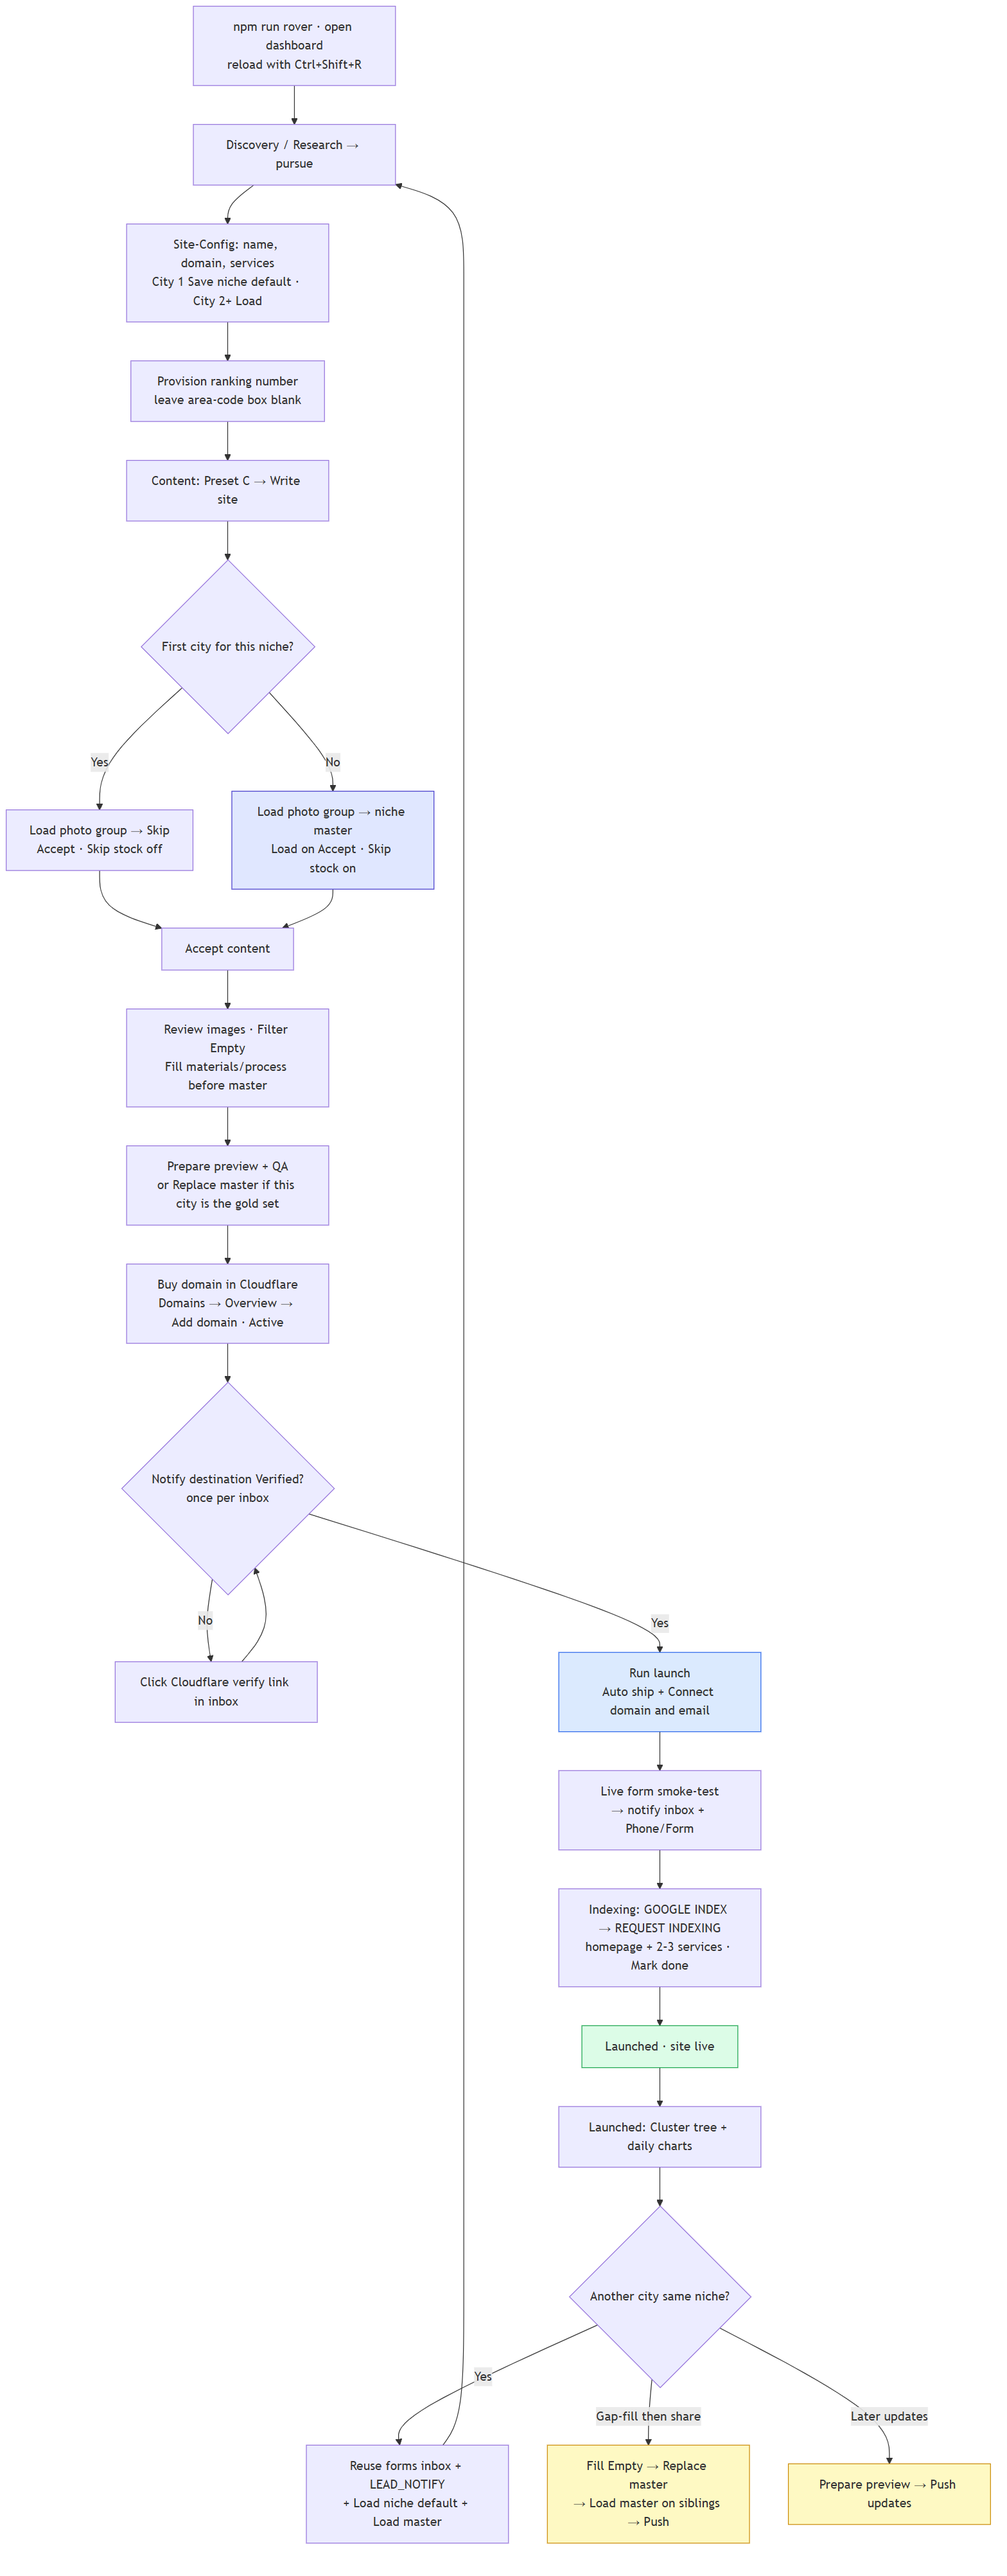 npm run rover · open
dashboard
reload with Ctrl+Shift+R
Discovery / Research →
pursue
Site-Config: name,
domain, services
City 1 Save niche default ·
City 2+ Load
Provision ranking number
leave area-code box blank
Content: Preset C → Write
site
First city for this niche?
Yes
No
Load photo group → Skip
Accept · Skip stock off
Load photo group → niche
master
Load on Accept · Skip
stock on
Accept content
Review images · Filter
Empty
Fill materials/process
before master
Prepare preview + QA
or Replace master if this
city is the gold set
Buy domain in Cloudflare
Domains → Overview →
Add domain · Active
Notify destination Verified?
once per inbox
No
Yes
Click Cloudflare verify link
in inbox
Run launch
Auto ship + Connect
domain and email
Live form smoke-test
→ notify inbox +
Phone/Form
Indexing: GOOGLE INDEX
→ REQUEST INDEXING
homepage + 2-3 services ·
Mark done
Launched · site live
Launched: Cluster tree +
daily charts
Another city same niche?
Yes
Gap-fill then share
Later updates
Reuse forms inbox +
LEAD_NOTIFY
+ Load niche default +
Load master
Fill Empty → Replace
master
→ Load master on siblings
→ Push
Prepare preview → Push
updates